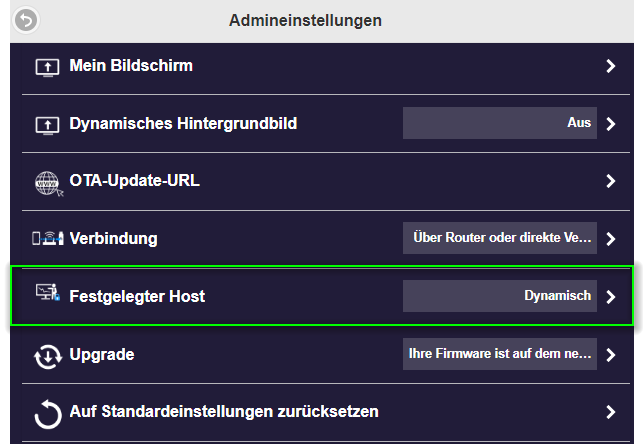 Admineinstellungen
Mein Bildschirm
Dynamisches Hintergrundbild Aus
OTA-Update-URL
Verbindung Über Router oder direkte Ve...
Festgelegter Host Dynamisch
Upgrade Ihre Firmware ist auf dem ne...
Auf Standardeinstellungen zurücksetzen